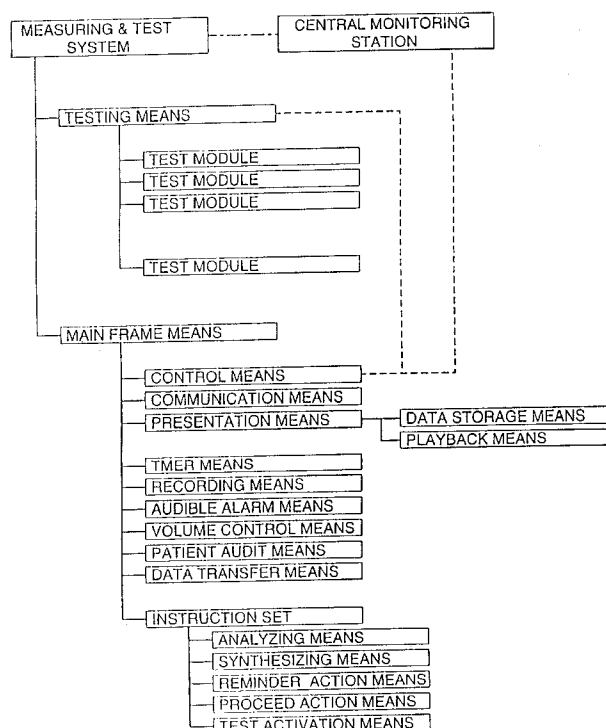 MEASURING & TEST
SYSTEM
CENTRAL MONITORING
STATION
TESTING MEANS
TEST MODULE
TEST MODULE
TEST MODULE
TEST MODULE
MAIN FRAME MEANS
CONTROL MEANS
COMMUNICATION MEANS
PRESENTATION MEANS
DATA STORAGE MEANS
PLAYBACK MEANS
TMER MEANS
RECORDING MEANS
AUDIBLE ALARM MEANS
VOLUME CONTROL MEANS
PATIENT AUDIT MEANS
DATA TRANSFER MEANS
INSTRUCTION SET
ANALYZING MEANS
SYNTHESIZING MEANS
REMINDER ACTION MEANS
PROCEED ACTION MEANS
TEST ACTIVATION MEANS